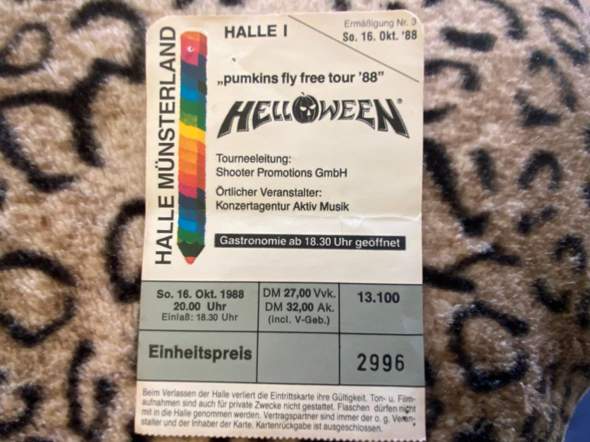 HALLE MÜNSTERLAND
HALLE I
Ermäßigung Nr. 3
So. 16. Okt. '88
„pumkins fly free tour '88"
HELLOWEEN®
Tourneeleitung:
Shooter Promotions GmbH
Örtlicher Veranstalter:
Konzertagentur Aktiv Musik
Gastronomie ab 18.30 Uhr geöffnet
So. 16. Okt. 1988
20.00 Uhr
Einlaß: 18.30 Uhr
DM 27,00 Vvk.
DM 32,00 Ak.
(incl. V-Geb.)
13.100
Einheitspreis
2996
Beim Verlassen der Halle verliert die Eintrittskarte ihre Gültigkeit. Ton- u. Film-
aufnahmen sind auch für private Zwecke nicht gestattet. Flaschen dürfen nicht
mit in die Halle genommen werden. Vertragspartner sind immer der o. g. Veran-
stalter und der Inhaber der Karte. Kartenrückgabe ist ausgeschlossen.